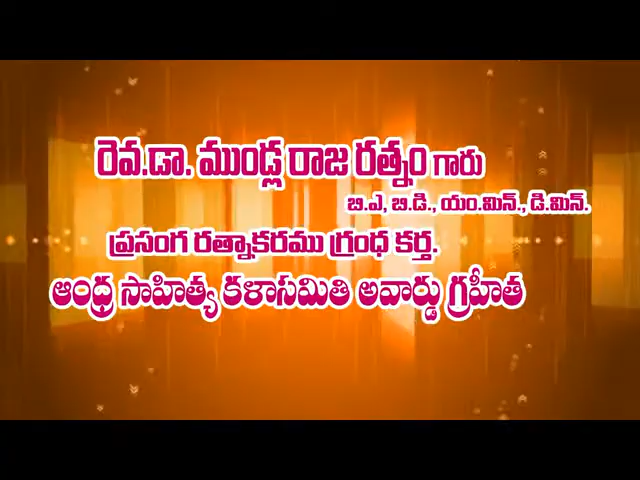 రెవ.డా. ముండ్ల రాజ రత్నం గారు
బి.ఎ, బి.డి., యం.మిన్., డి.మిన్.
ప్రసంగ రత్నాకరము గ్రంధ కర్త.
ఆంధ్ర సాహిత్య కళాసమితి అవార్డు గ్రహీత